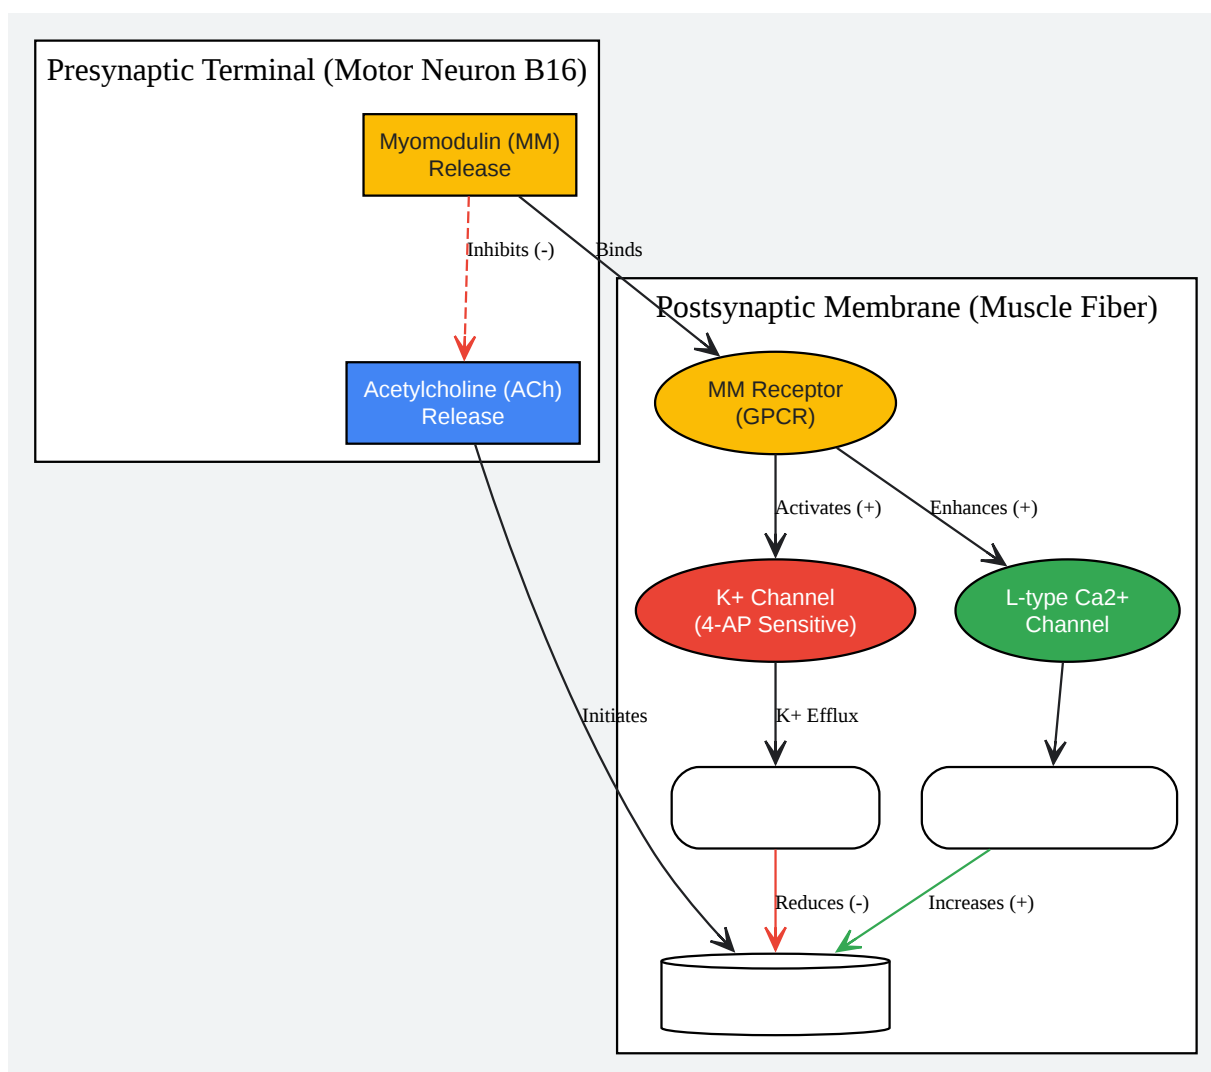 Presynaptic Terminal (Motor Neuron B16)
Myomodulin (MM)
Release
Inhibits (-)
Binds
Postsynaptic Membrane (Muscle Fiber)
Acetylcholine (ACh)
Release
MM Receptor
(GPCR)
Activates (+)
Enhances (+)
K+ Channel
(4-AP Sensitive)
L-type Ca2+
Channel
Initiates
K+ Efflux
Reduces (-)
Increases (+)